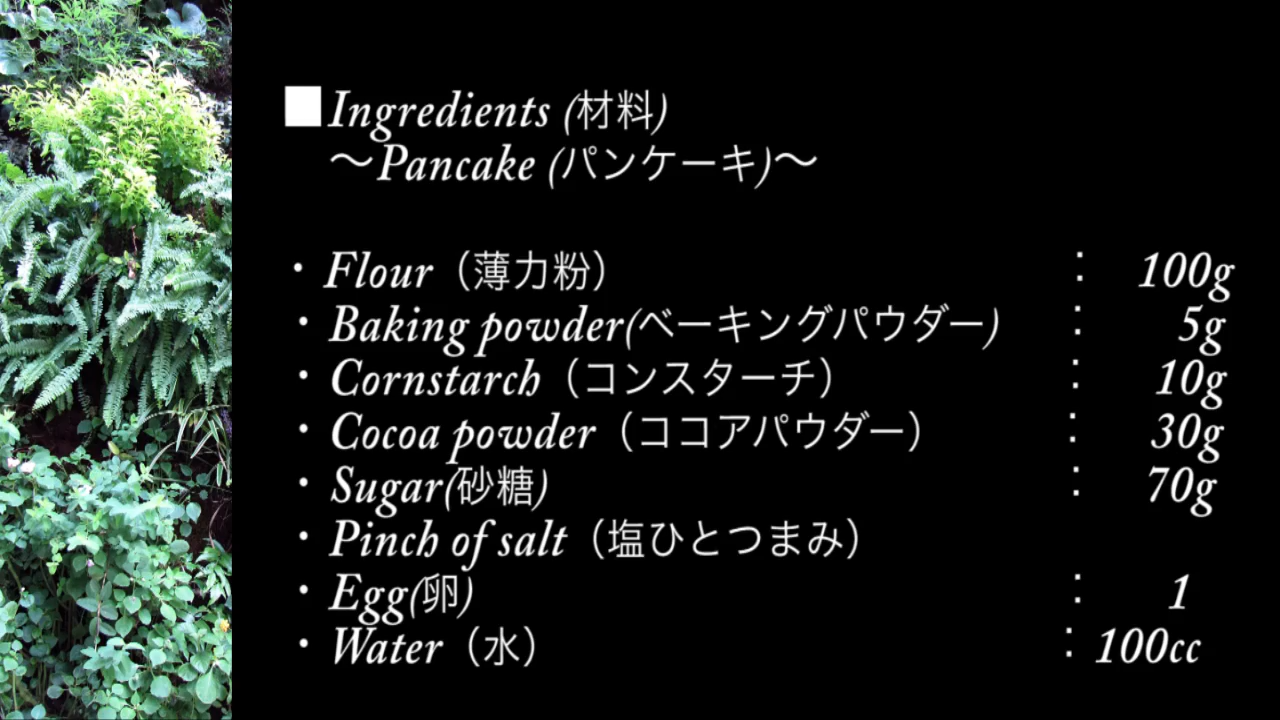 ■Ingredients (材料)
～Pancake (パンケーキ)～
・Flour（薄力粉） : 100g
・Baking powder(ベーキングパウダー) : 5g
・Cornstarch（コンスターチ） : 10g
・Cocoa powder（ココアパウダー） : 30g
・Sugar(砂糖) : 70g
・Pinch of salt（塩ひとつまみ）
・Egg(卵) : 1
・Water（水） : 100cc